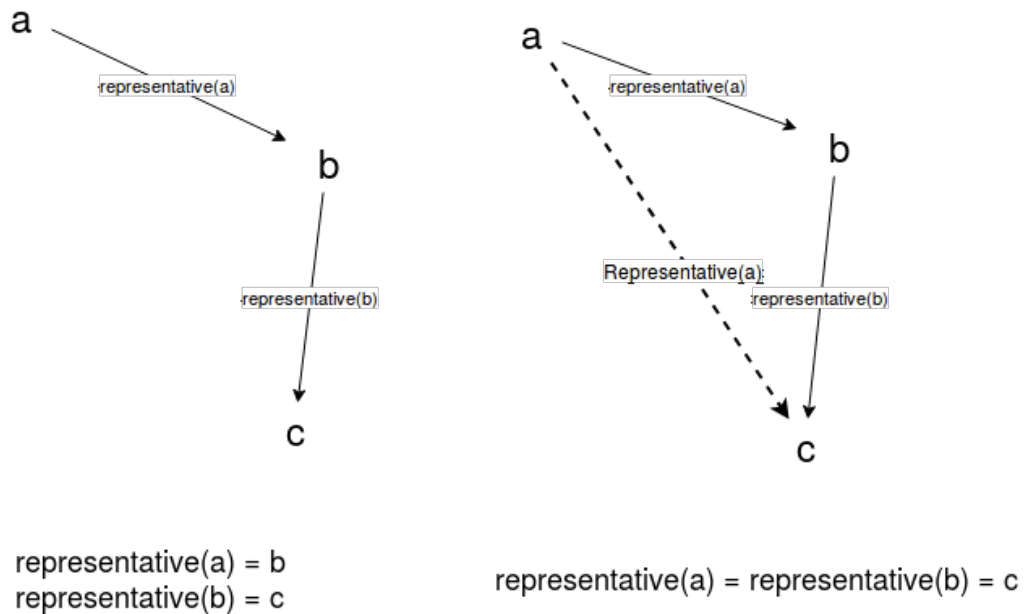 a
representative(a)
b
representative(b)
c
representative(a) = b
representative(b) = c
a
representative(a)
b
Representative(a)
representative(b)
c
representative(a) = representative(b) = c